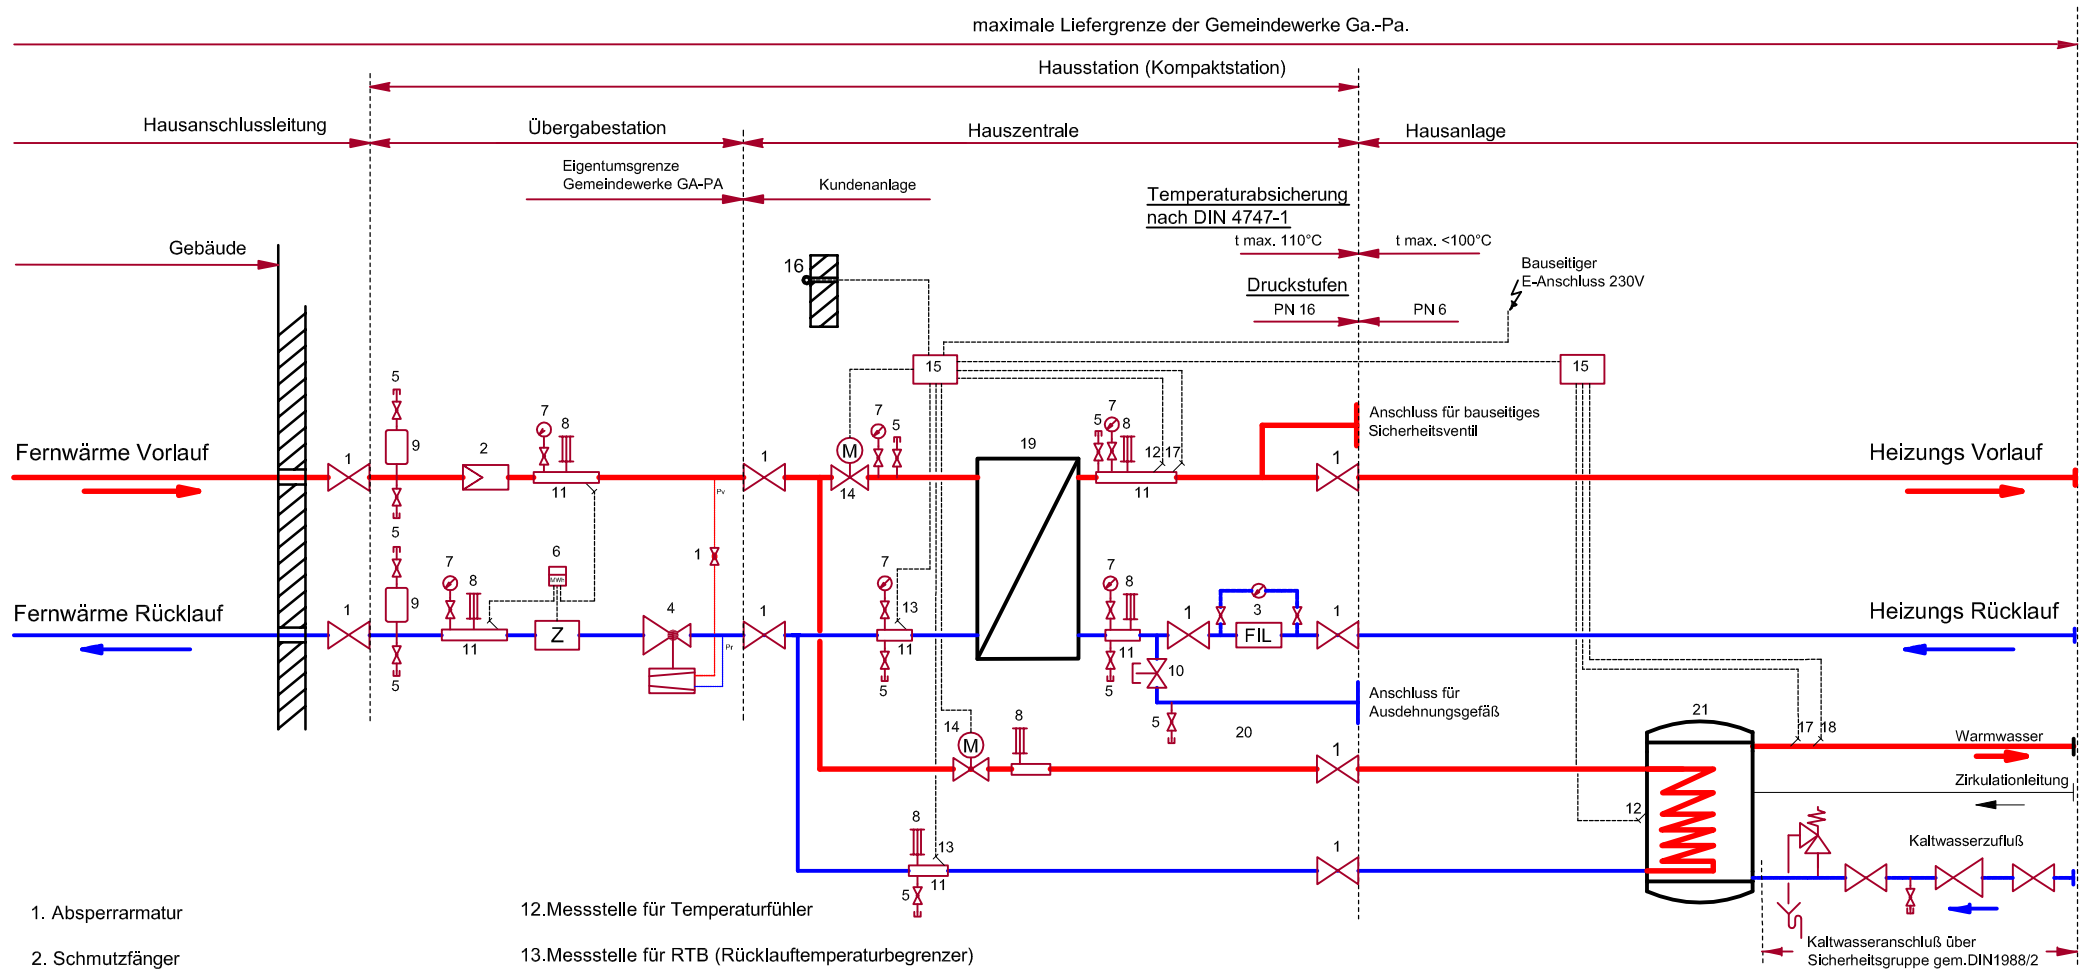 maximale Liefergrenze der Gemeindewerke Ga.-Pa.
Hausstation (Kompaktstation)
Hausanschlussleitung
Übergabestation
Hauszentrale
Hausanlage
Eigentumsgrenze
Gemeindewerke GA-PA
Kundenanlage
Temperaturabsicherung
nach DIN 4747-1
t max. 110°C
t max. <100°C
Gebäude
16
Bauseitiger
E-Anschluss 230V
Druckstufen
PN 16
PN 6
15
15
5
7
8
7
5
7
8
5
Anschluss für bauseitiges
Sicherheitsventil
Fernwärme Vorlauf
1
9
2
1
M
19
12
17
1
Heizungs Vorlauf
11
14
11
Pv
5
5
1
6
MWh
7
8
7
7
8
Fernwärme Rücklauf
1
9
4
1
13
1
3
1
Heizungs Rücklauf
Z
FIL
11
Pr
11
11
10
5
5
5
Anschluss für
Ausdehnungsgefäß
14
8
5
20
21
17
18
M
1
Warmwasser
Zirkulationleitung
12
8
13
1
Kaltwasserzufluß
11
5
1. Absperrarmatur
12.Messstelle für Temperaturfühler
2. Schmutzfänger
13.Messstelle für RTB (Rücklauftemperaturbegrenzer)
Kaltwasseranschluß über
Sicherheitsgruppe gem.DIN1988/2